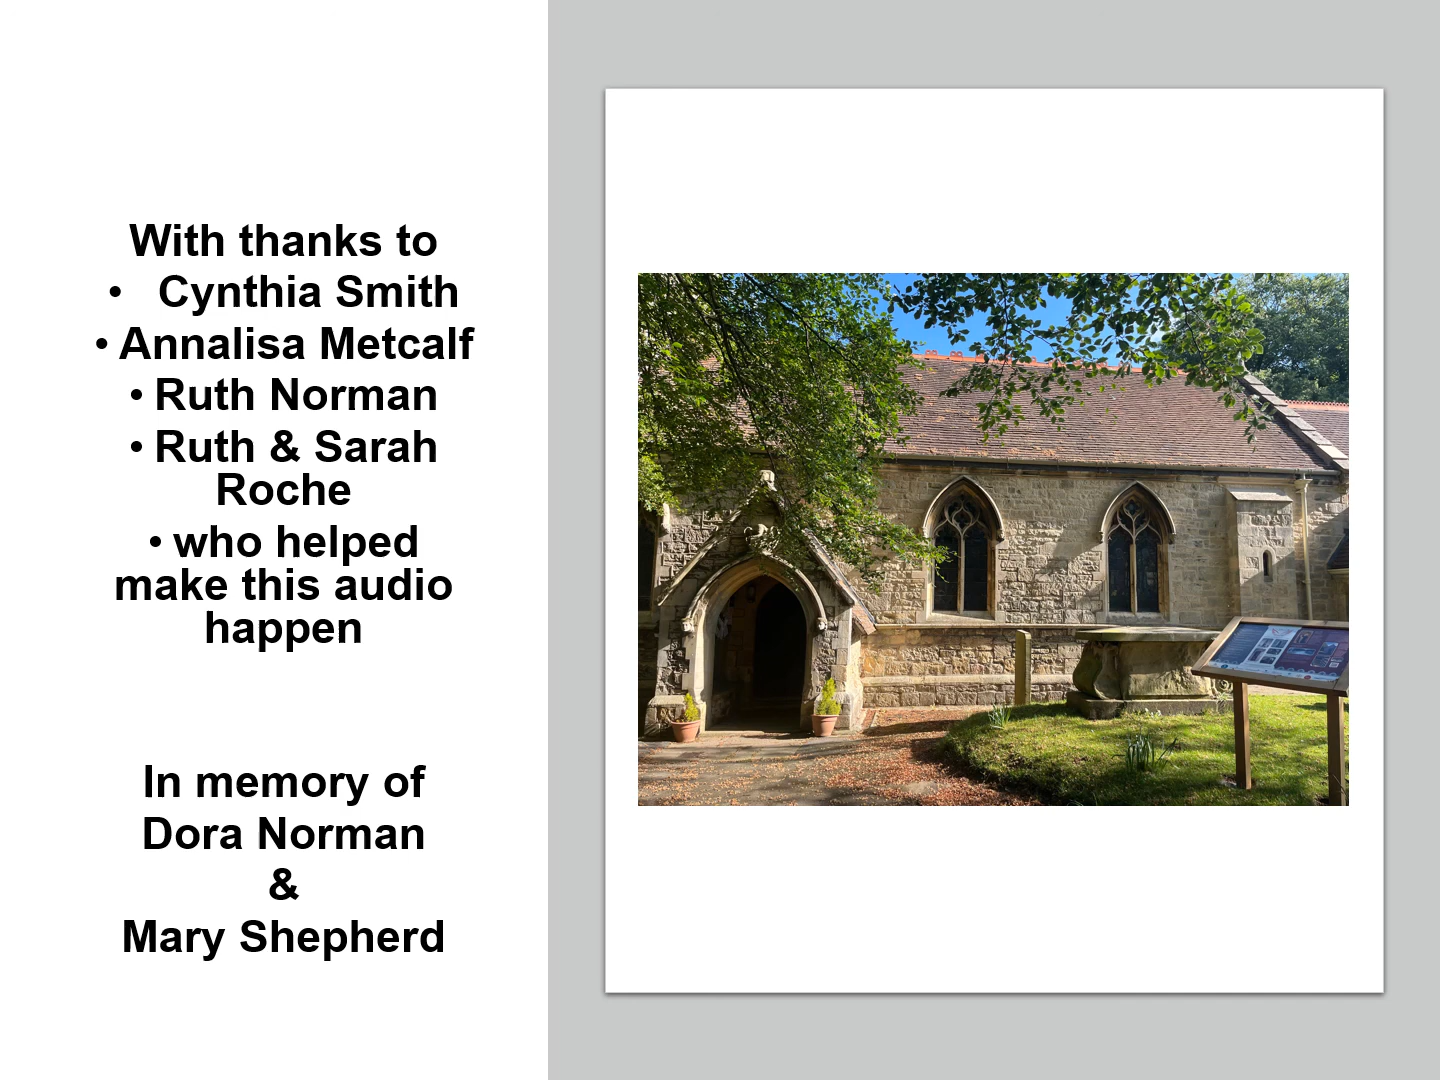 With thanks to
• Cynthia Smith
• Annalisa Metcalf
• Ruth Norman
• Ruth & Sarah
Roche
• who helped
make this audio
happen
In memory of
Dora Norman
&
Mary Shepherd